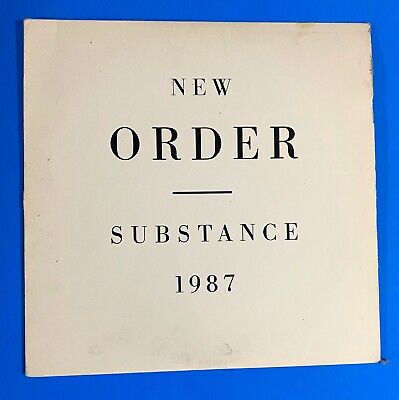 NEW
ORDER
SUBSTANCE
1987